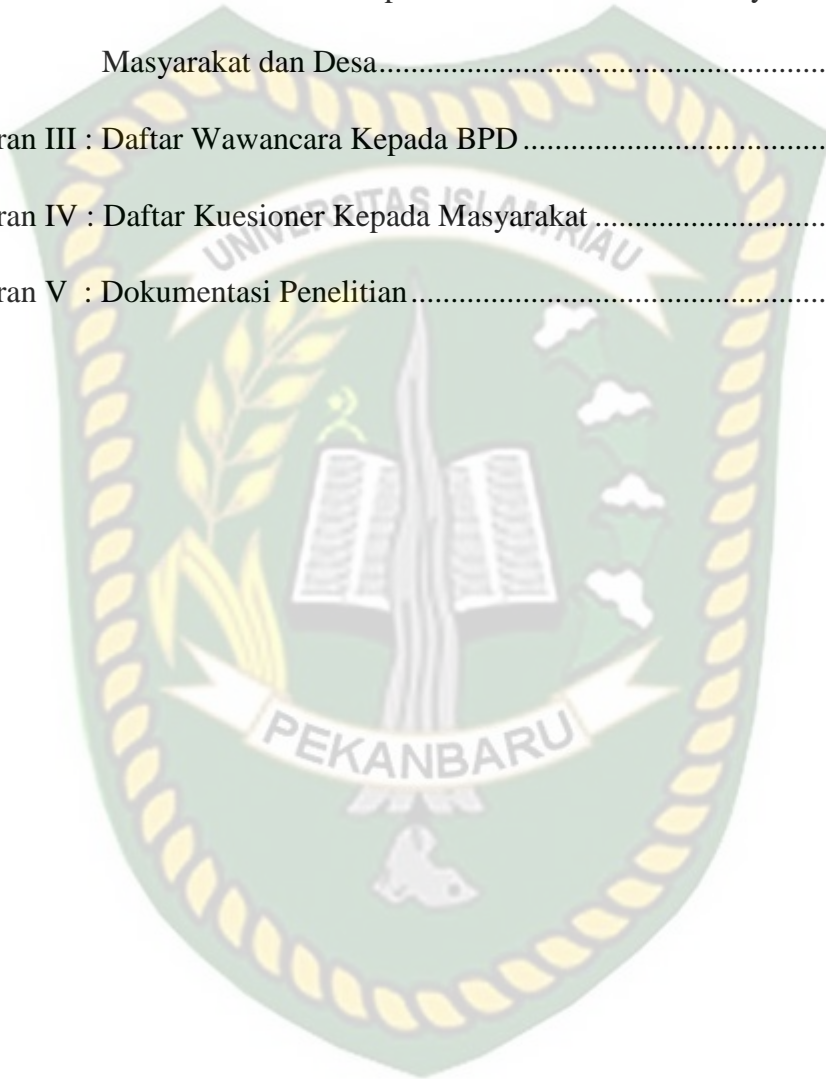 Masyarakat dan Desa
ran III : Daftar Wawancara Kepada BPD
ran IV : Daftar Kuesioner Kepada Masyarakat
ran V : Dokumentasi Penelitian
UNIVERSITAS ISLAM RIAU
PEKANBARU